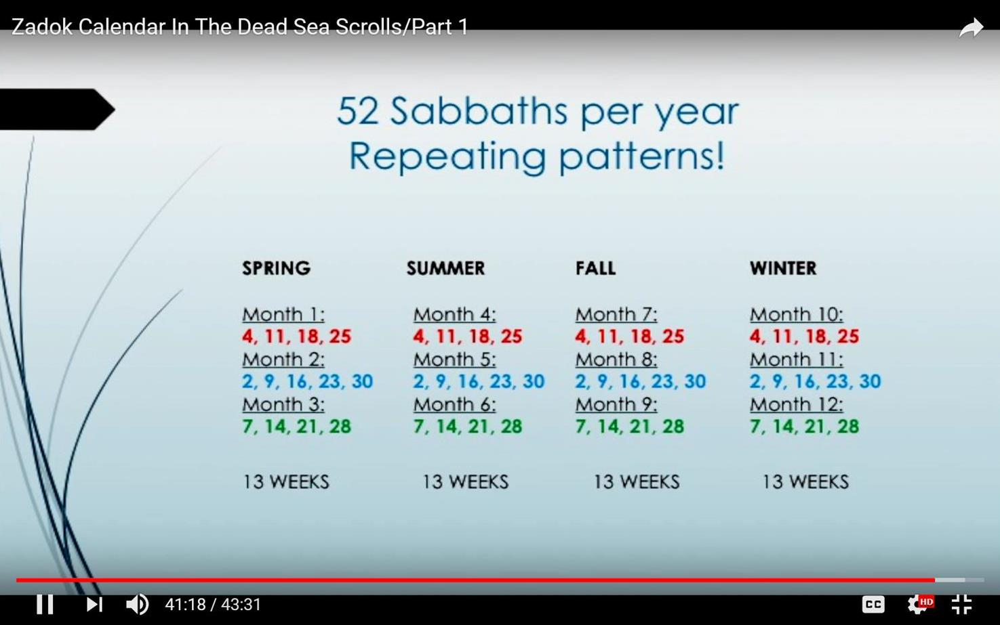 Zadok Calendar In The Dead Sea Scrolls/Part 1
52 Sabbaths per year
Repeating patterns!
SPRING
Month 1:
4, 11, 18, 25
Month 2:
2, 9, 16, 23, 30
Month 3:
7, 14, 21, 28
13 WEEKS
SUMMER
Month 4:
4, 11, 18, 25
Month 5:
2, 9, 16, 23, 30
Month 6:
7, 14, 21, 28
13 WEEKS
FALL
Month 7:
4, 11, 18, 25
Month 8:
2, 9, 16, 23, 30
Month 9:
7, 14, 21, 28
13 WEEKS
WINTER
Month 10:
4, 11, 18, 25
Month 11:
2, 9, 16, 23, 30
Month 12:
7, 14, 21, 28
13 WEEKS
41:18 / 43:31
CC
HD